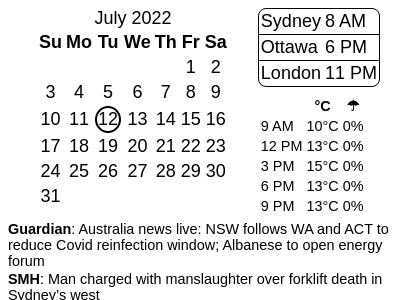 July 2022
Su Mo Tu We Th Fr Sa
1 2
3 4 5 6 7 8 9
10 11 12 13 14 15 16
17 18 19 20 21 22 23
24 25 26 27 28 29 30
31
Sydney 8 AM
Ottawa 6 PM
London 11 PM
°C ☂
9 AM 10°C 0%
12 PM 13°C 0%
3 PM 15°C 0%
6 PM 13°C 0%
9 PM 13°C 0%
Guardian: Australia news live: NSW follows WA and ACT to
reduce Covid reinfection window; Albanese to open energy
forum
SMH: Man charged with manslaughter over forklift death in
Sydney's west